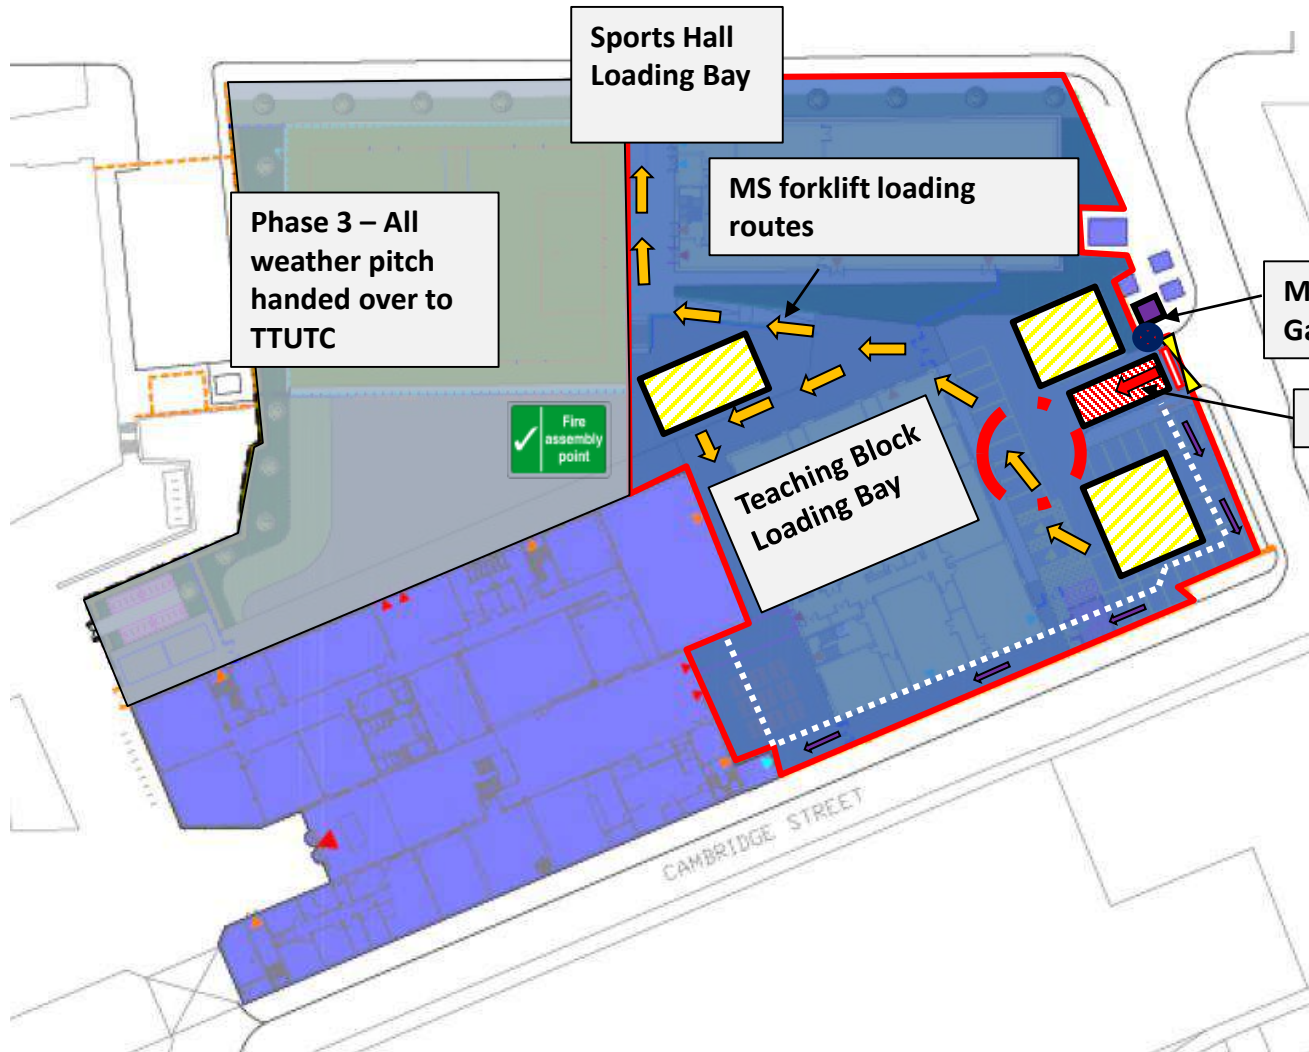 Sports Hall
Loading Bay
MS forklift loading
routes
Phase 3 – All
weather pitch
handed over to
TTUTC
Fire
assembly
point
Teaching Block
Loading Bay
CAMBRIDGE STREET